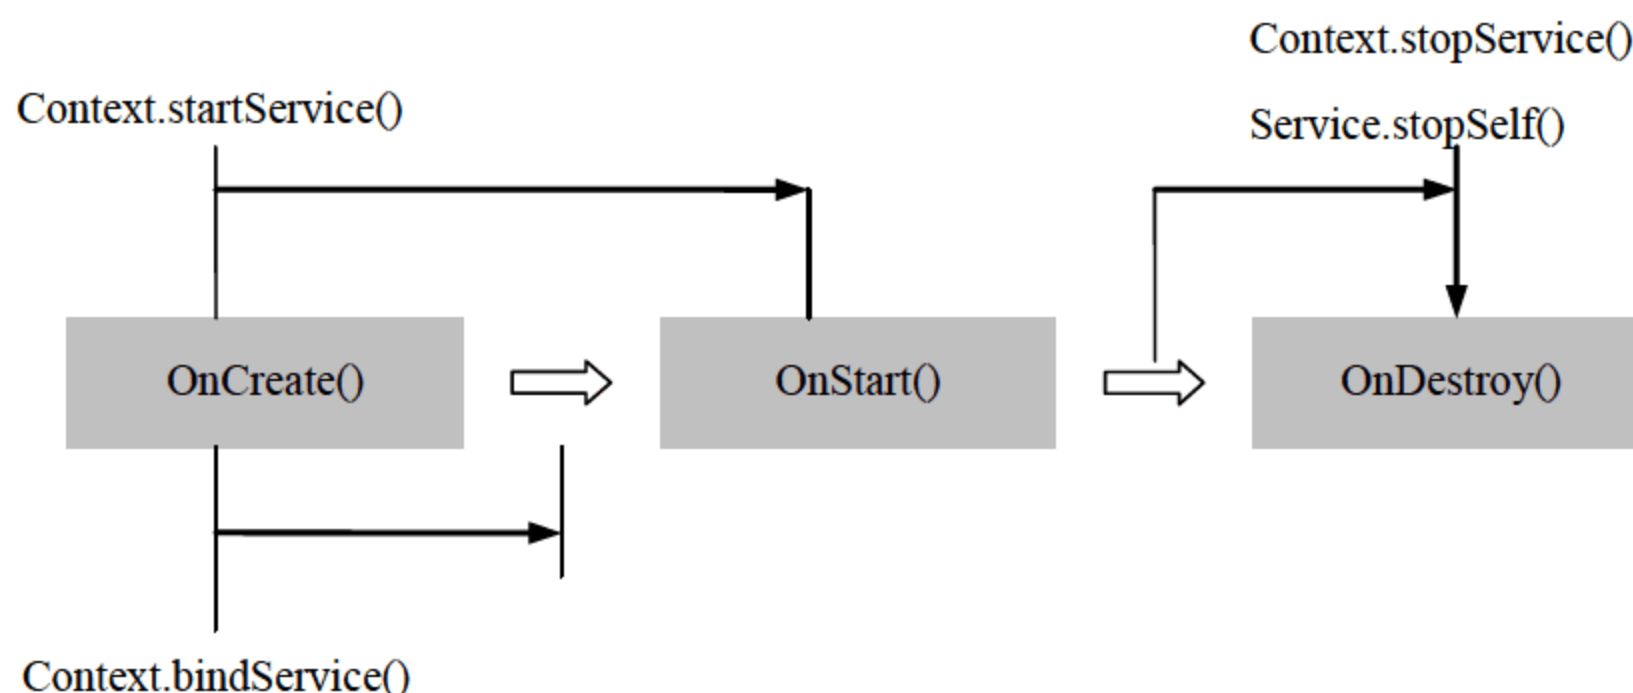 Context.stopService()
Context.startService()
Service.stopSelf()
OnCreate()
OnStart()
OnDestroy()
Context.bindService()